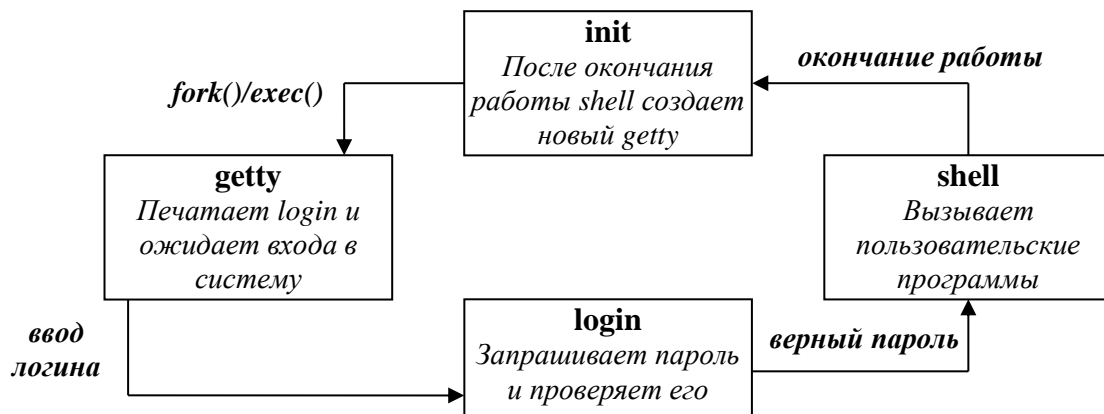 init
После окончания
работы shell создает
новый getty
окончание работы
fork()/exec()
getty
Печатает login и
ожидает входа в
систему
shell
Вызывает
пользовательские
программы
ввод
логина
login
Запрашивает пароль
и проверяет его
верный пароль